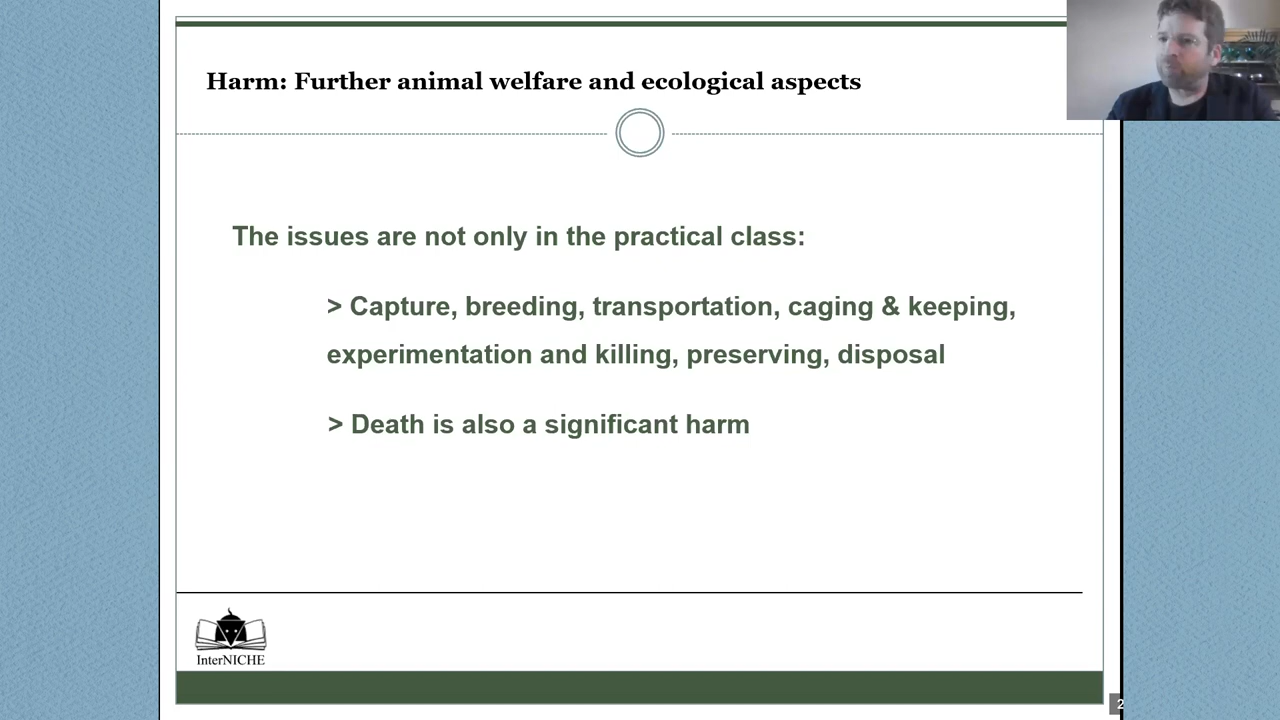 Harm: Further animal welfare and ecological aspects
The issues are not only in the practical class:
> Capture, breeding, transportation, caging & keeping,
experimentation and killing, preserving, disposal
> Death is also a significant harm
InterNICHE
2